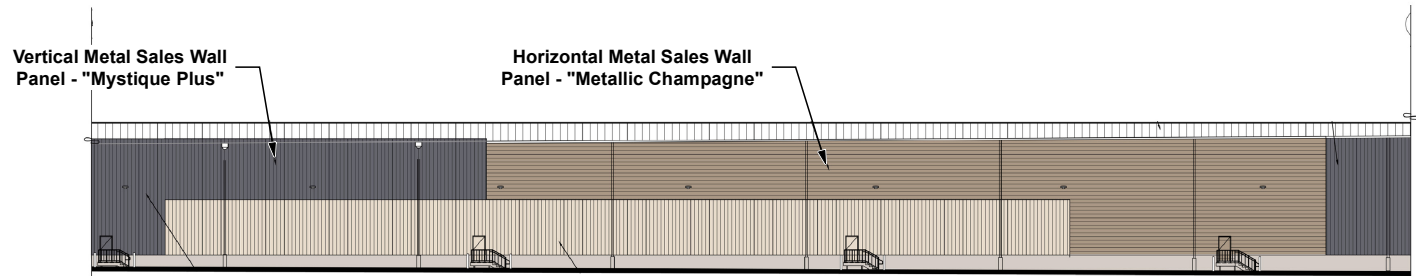 Vertical Metal Sales Wall
Panel - "Mystique Plus"
Horizontal Metal Sales Wall
Panel - "Metallic Champagne"